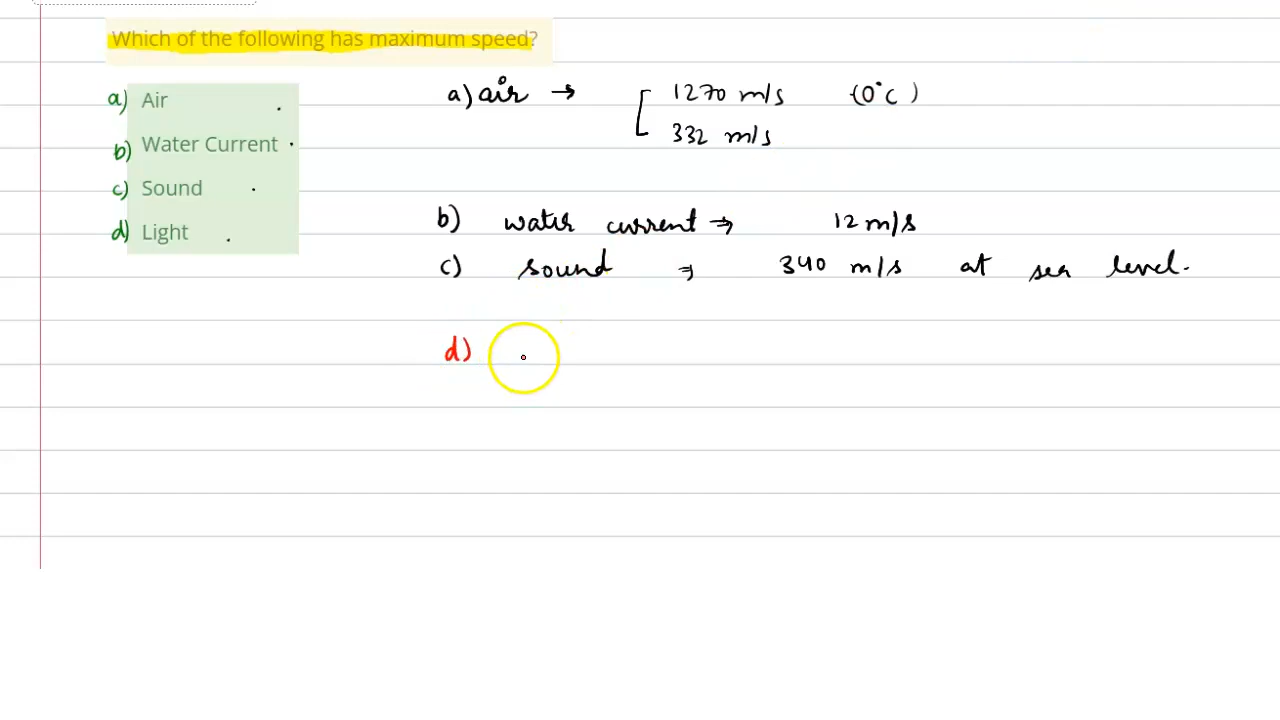 Which of the following has maximum speed?
a) Air
b) Water Current
c) Sound
d) Light
a) air → [ 1270 m/s (0°C)
332 m/s
b) water current ⇒ 12 m/s
c) sound ⇒ 340 m/s at sea level.
d)